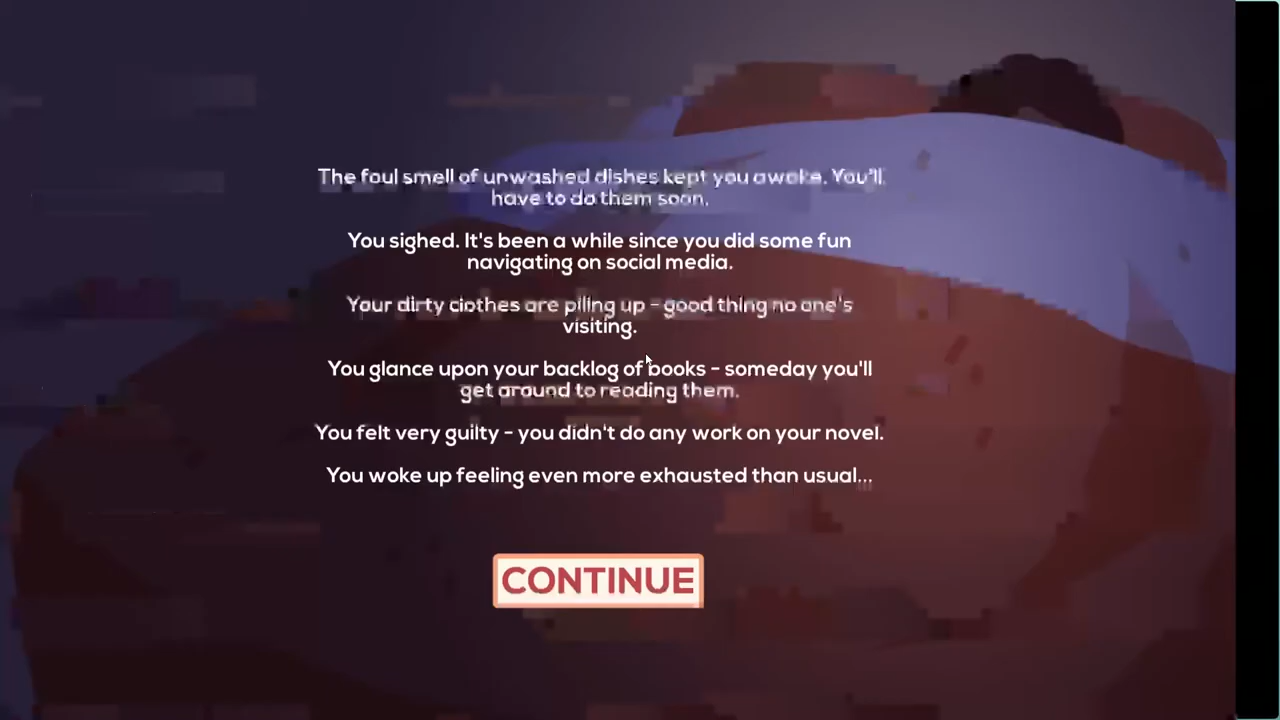 The foul smell of unwashed dishes kept you awake. You'll
have to do them soon.
You sighed. It's been a while since you did some fun
navigating on social media.
Your dirty clothes are piling up - good thing no one's
visiting.
You glance upon your backlog of books - someday you'll
get around to reading them.
You felt very guilty - you didn't do any work on your novel.
You woke up feeling even more exhausted than usual...
CONTINUE